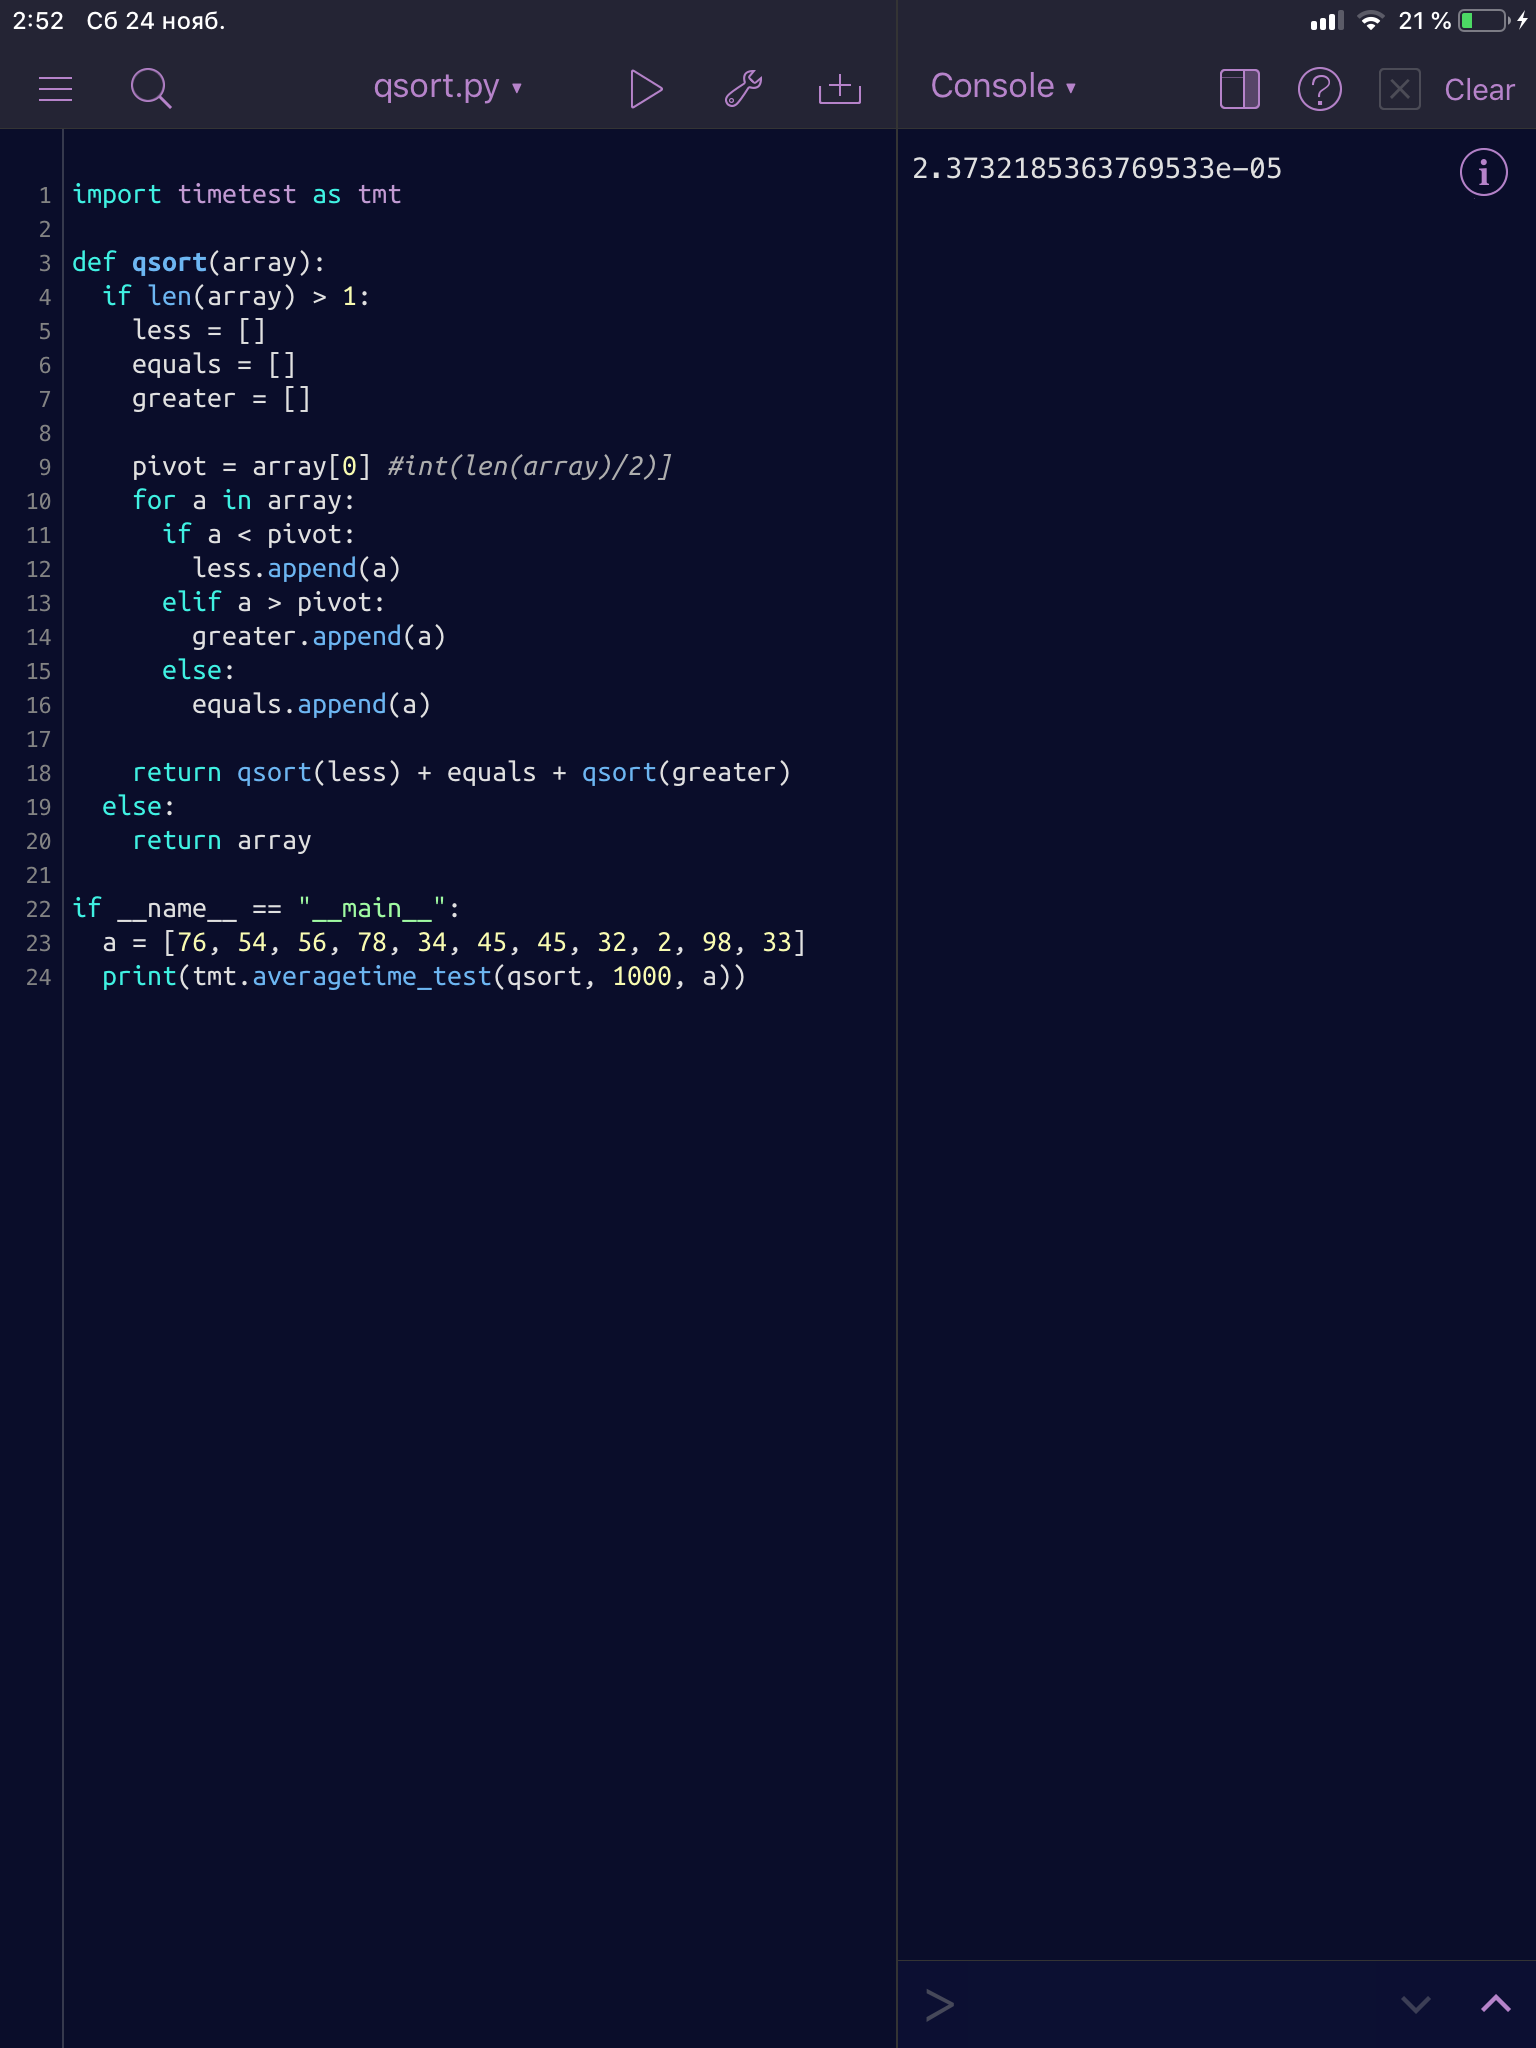 2:52 Сб 24 нояб. 21 %
qsort.py ▾
Console ▾ Clear
1 import timetest as tmt
2
3 def qsort(array):
4   if len(array) > 1:
5     less = []
6     equals = []
7     greater = []
8
9     pivot = array[0] #int(len(array)/2)]
10     for a in array:
11       if a < pivot:
12         less.append(a)
13       elif a > pivot:
14         greater.append(a)
15       else:
16         equals.append(a)
17
18     return qsort(less) + equals + qsort(greater)
19   else:
20     return array
21
22 if __name__ == "__main__":
23   a = [76, 54, 56, 78, 34, 45, 45, 32, 2, 98, 33]
24   print(tmt.averagetime_test(qsort, 1000, a))
2.3732185363769533e-05
>